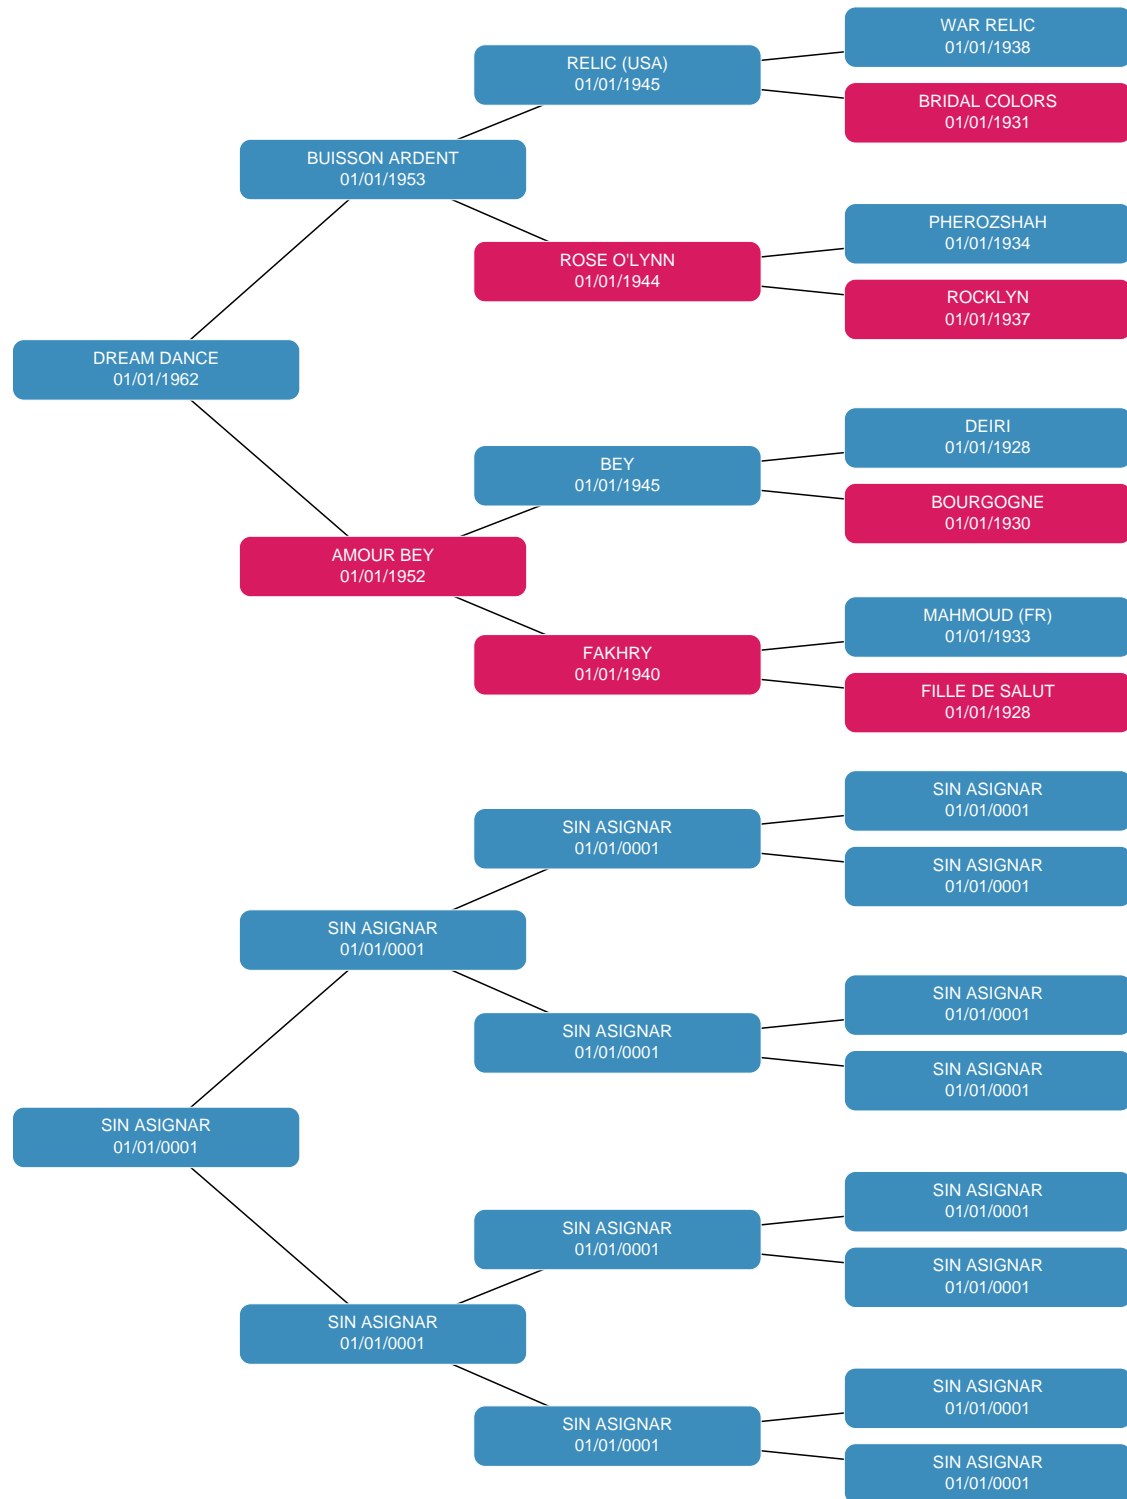 WAR RELIC
01/01/1938
RELIC (USA)
01/01/1945
BRIDAL COLORS
01/01/1931
BUISSON ARDENT
01/01/1953
PHEROZSHAH
01/01/1934
ROSE O'LYNN
01/01/1944
ROCKLYN
01/01/1937
DREAM DANCE
01/01/1962
DEIRI
01/01/1928
BEY
01/01/1945
BOURGOGNE
01/01/1930
AMOUR BEY
01/01/1952
MAHMOUD (FR)
01/01/1933
FAKHRY
01/01/1940
FILLE DE SALUT
01/01/1928
SIN ASIGNAR
01/01/0001
SIN ASIGNAR
01/01/0001
SIN ASIGNAR
01/01/0001
SIN ASIGNAR
01/01/0001
SIN ASIGNAR
01/01/0001
SIN ASIGNAR
01/01/0001
SIN ASIGNAR
01/01/0001
SIN ASIGNAR
01/01/0001
SIN ASIGNAR
01/01/0001
SIN ASIGNAR
01/01/0001
SIN ASIGNAR
01/01/0001
SIN ASIGNAR
01/01/0001
SIN ASIGNAR
01/01/0001
SIN ASIGNAR
01/01/0001
SIN ASIGNAR
01/01/0001